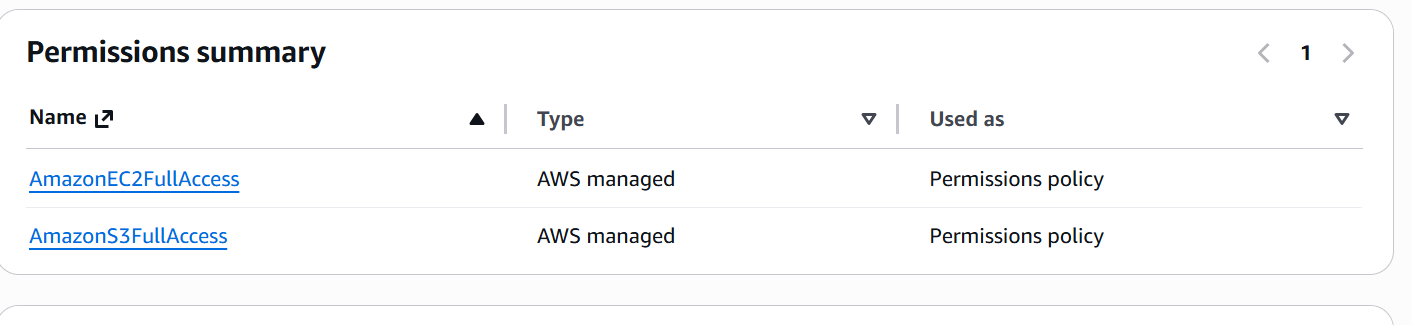 Permissions summary
1
Name Type Used as
AmazonEC2FullAccess AWS managed Permissions policy
AmazonS3FullAccess AWS managed Permissions policy